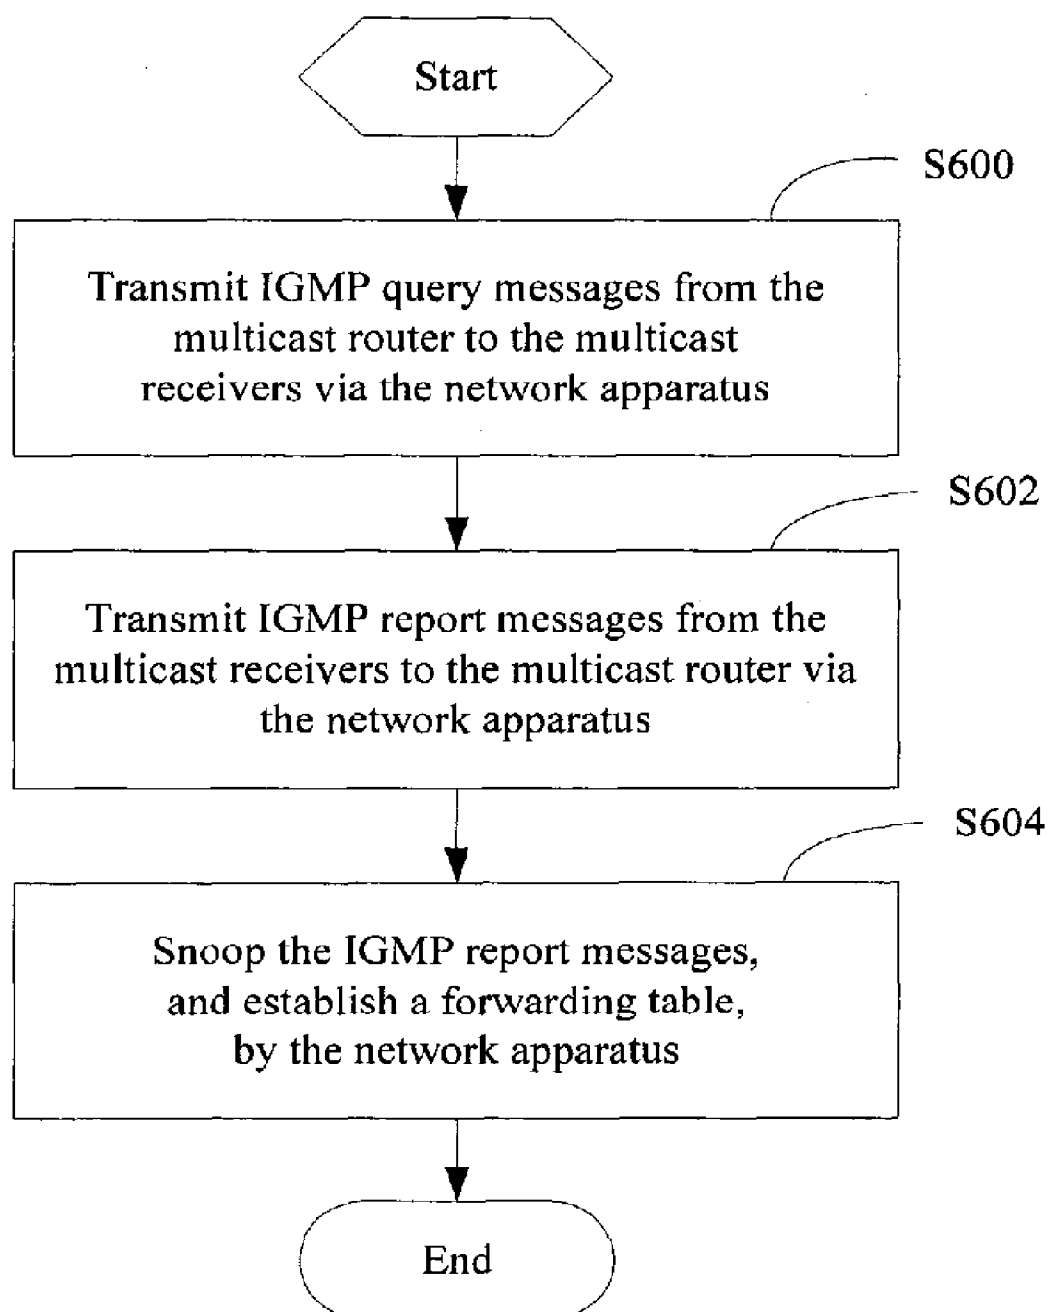 Start
S600
Transmit IGMP query messages from the
multicast router to the multicast
receivers via the network apparatus
S602
Transmit IGMP report messages from the
multicast receivers to the multicast router via
the network apparatus
S604
Snoop the IGMP report messages,
and establish a forwarding table,
by the network apparatus
End